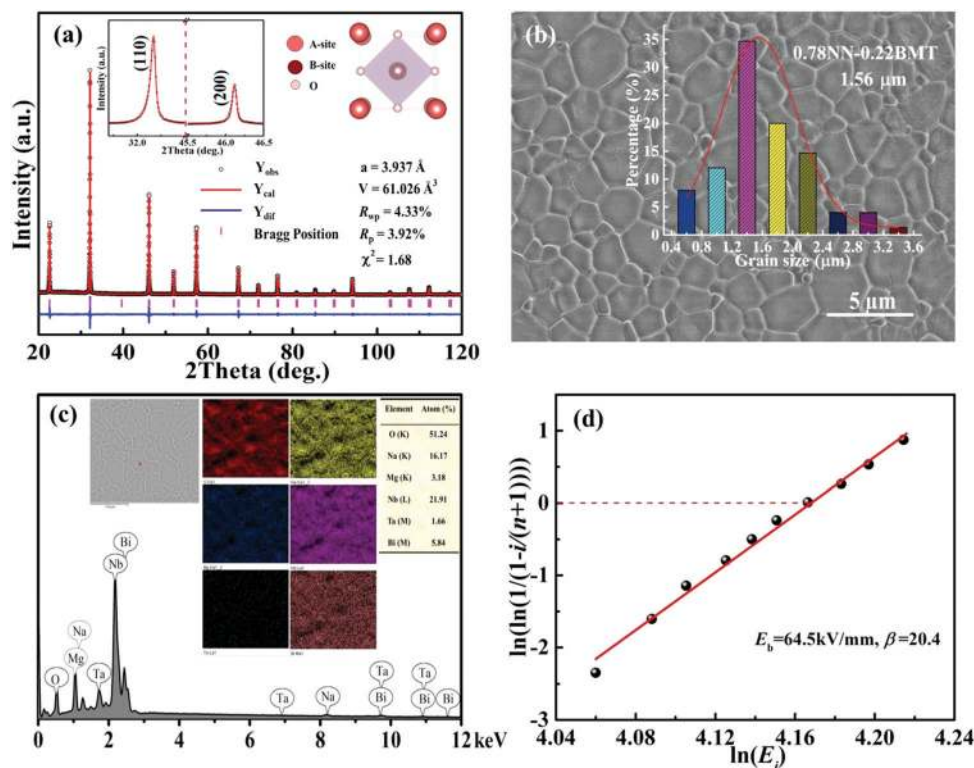 (a)
(110)
(200)
Intensity (a.u.)
32.0 45.5 46.0 46.5
2Theta (deg.)
A-site
B-site
O
Y_obs
Y_cal
Y_dif
Bragg Position
a = 3.937 Å
V = 61.026 Å³
R_wp = 4.33%
R_p = 3.92%
χ² = 1.68
Intensity (a.u.)
20 40 60 80 100 120
2Theta (deg.)
(b)
0.78NN-0.22BMT
1.56 μm
Percentage (%)
35
30
25
20
15
10
5
0
0.4 0.8 1.2 1.6 2.0 2.4 2.8 3.2 3.6
Grain size (μm)
5 μm
(c)
Element Atom (%)
O (K) 51.24
Na (K) 16.17
Mg (K) 3.18
Nb (L) 21.91
Ta (M) 1.66
Bi (M) 5.84
Bi
Nb
Na
Mg
O
Ta
Ta
Na
Ta
Bi
Ta
Bi
Bi
0 2 4 6 8 10 12 keV
(d)
ln(ln(1/(1-i/(n+1))))
1
0
-1
-2
-3
E_b=64.5kV/mm, β=20.4
4.04 4.08 4.12 4.16 4.20 4.24
ln(E_i)